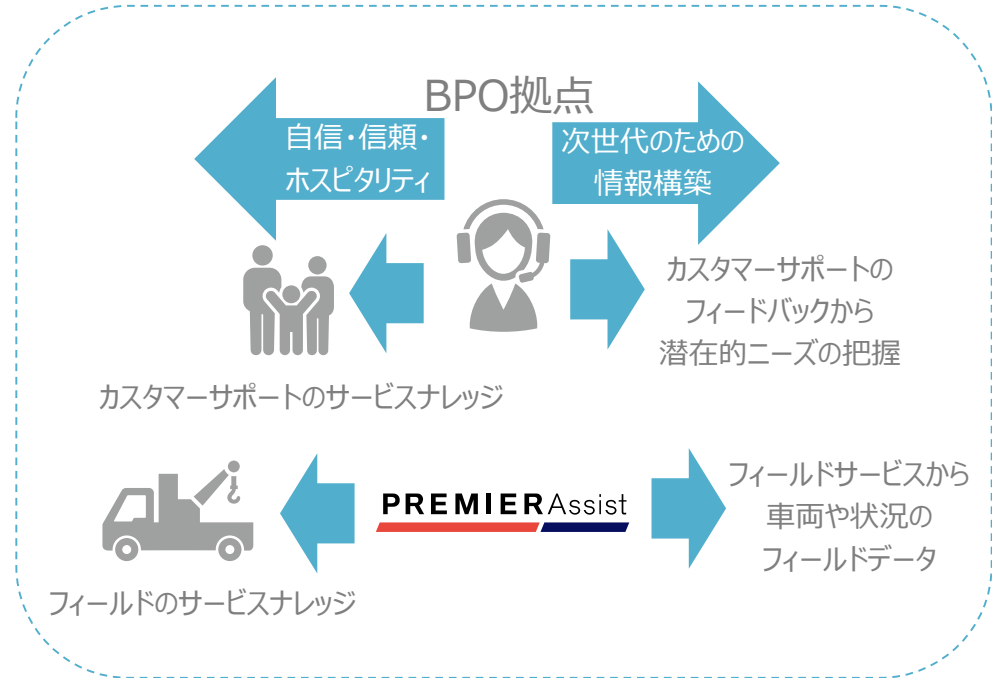 BPO拠点
自信・信頼・
ホスピタリティ
次世代のための
情報構築
カスタマーサポートの
フィードバックから
潜在的ニーズの把握
カスタマーサポートのサービスナレッジ
PREMIER Assist
フィールドサービスから
車両や状況の
フィールドデータ
フィールドのサービスナレッジ